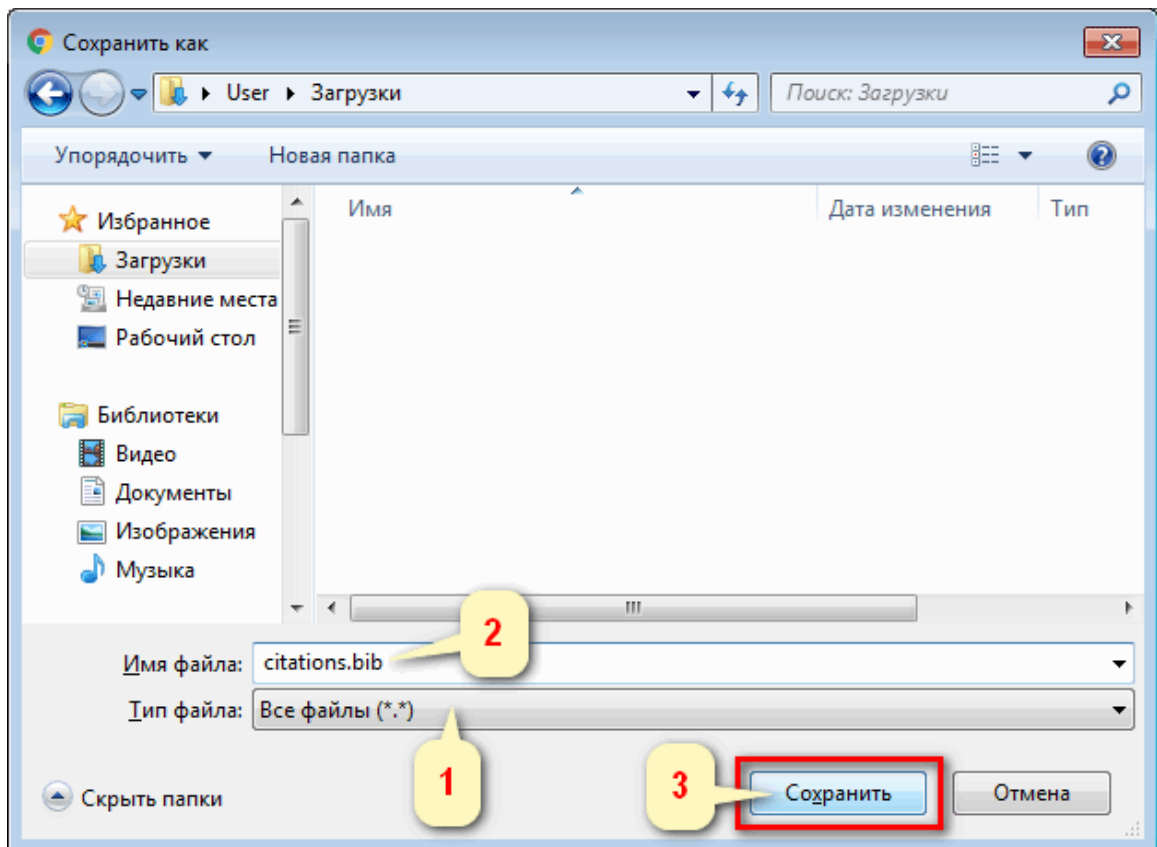 Сохранить как
User Загрузки
Поиск: Загрузки
Упорядочить
Новая папка
Имя
Дата изменения
Тип
Избранное
Загрузки
Недавние места
Рабочий стол
Библиотеки
Видео
Документы
Изображения
Музыка
2
Имя файла: citations.bib
Тип файла: Все файлы (*.*)
1
3
Скрыть папки
Сохранить
Отмена